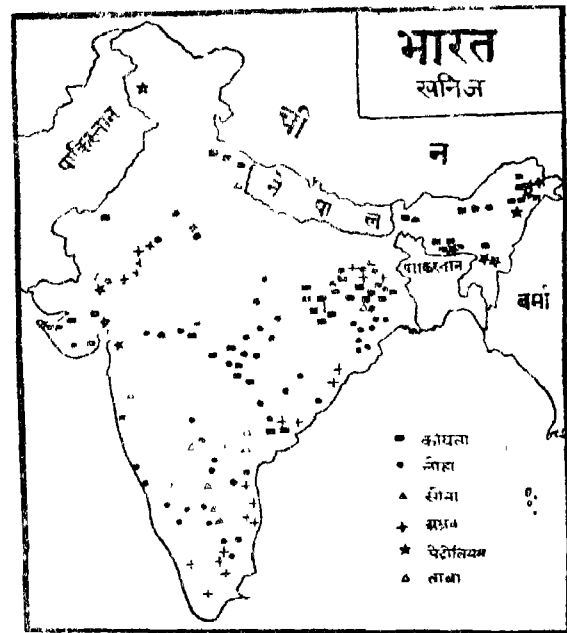 भारत
खनिज
पाकिस्तान
चीन
नेपाल
पाकिस्तान
बर्मा
कोयला
लोहा
सोना
अभ्रक
पेट्रोलियम
तांबा